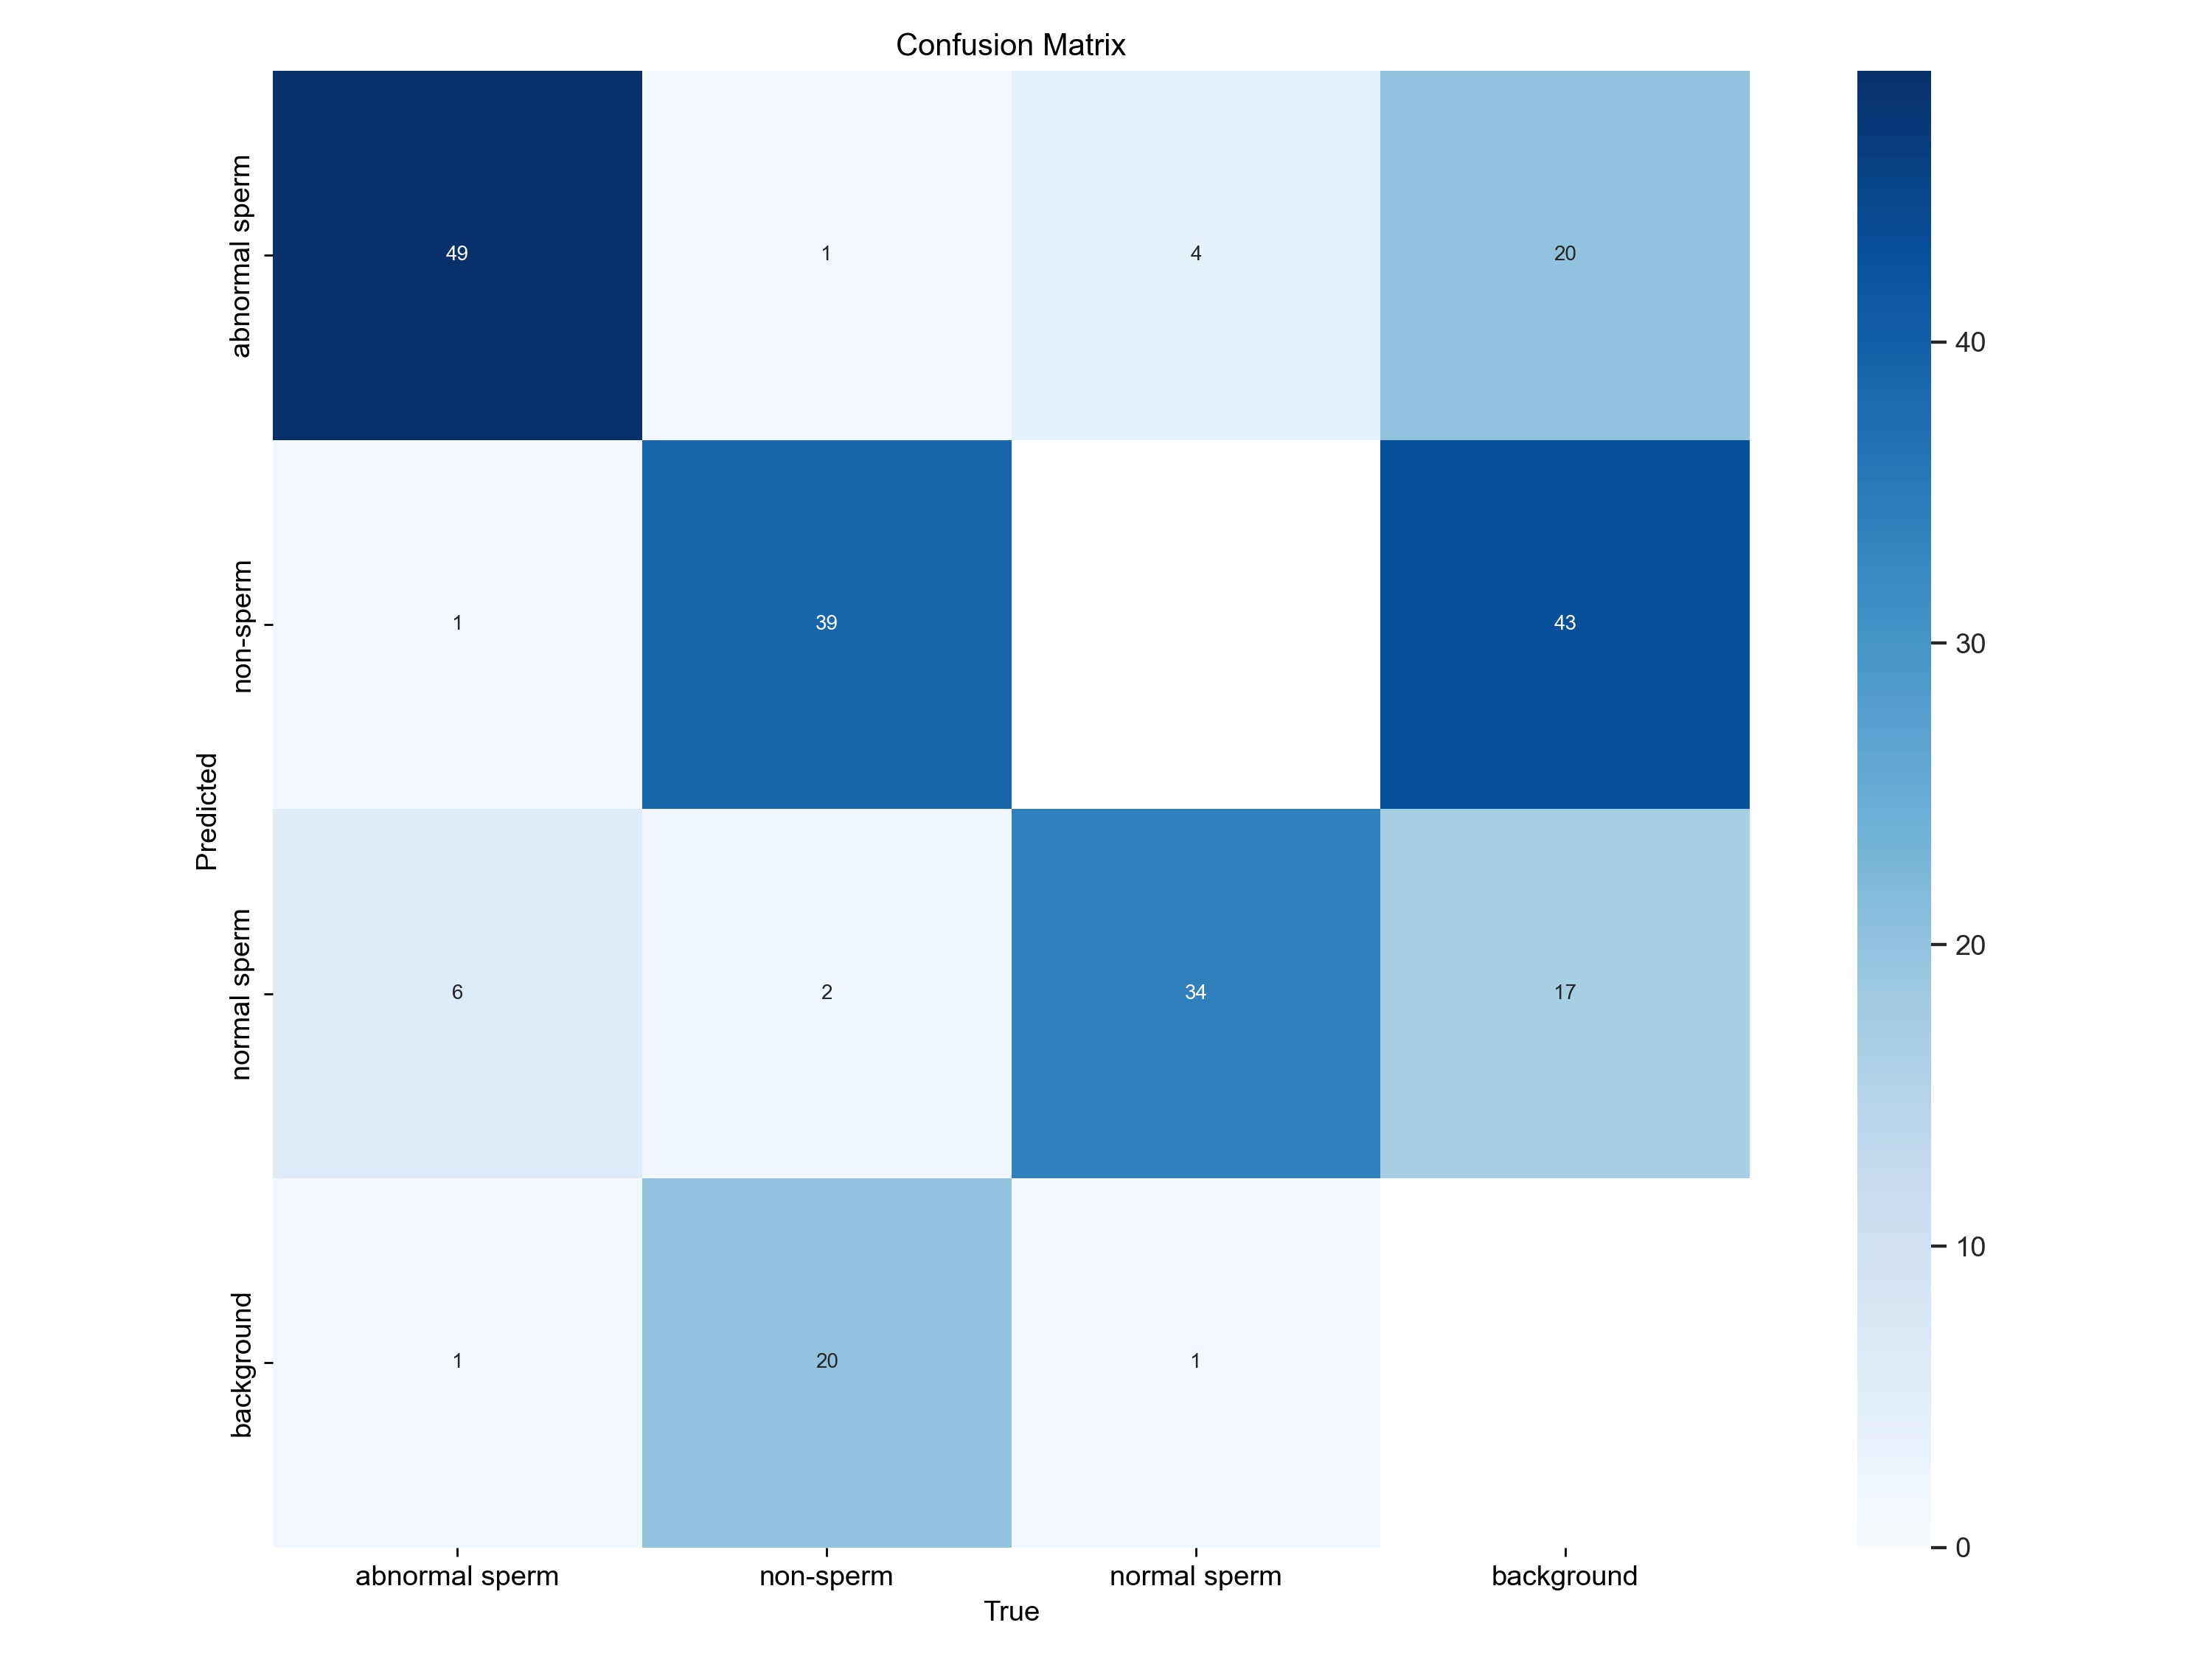 Confusion Matrix
abnormal sperm
49
1
4
20
non-sperm
1
39
43
normal sperm
6
2
34
17
background
1
20
1
Predicted
abnormal sperm
non-sperm
normal sperm
background
True
40
30
20
10
0